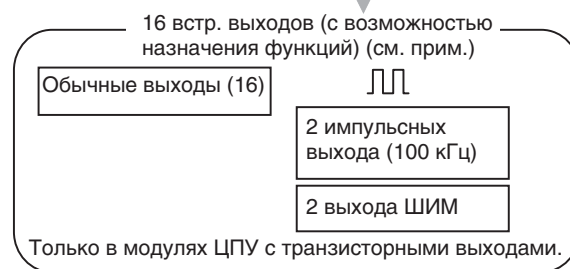 16 встр. выходов (с возможностью
назначения функций) (см. прим.)
Обычные выходы (16)
2 импульсных
выхода (100 кГц)
2 выхода ШИМ
Только в модулях ЦПУ с транзисторными выходами.